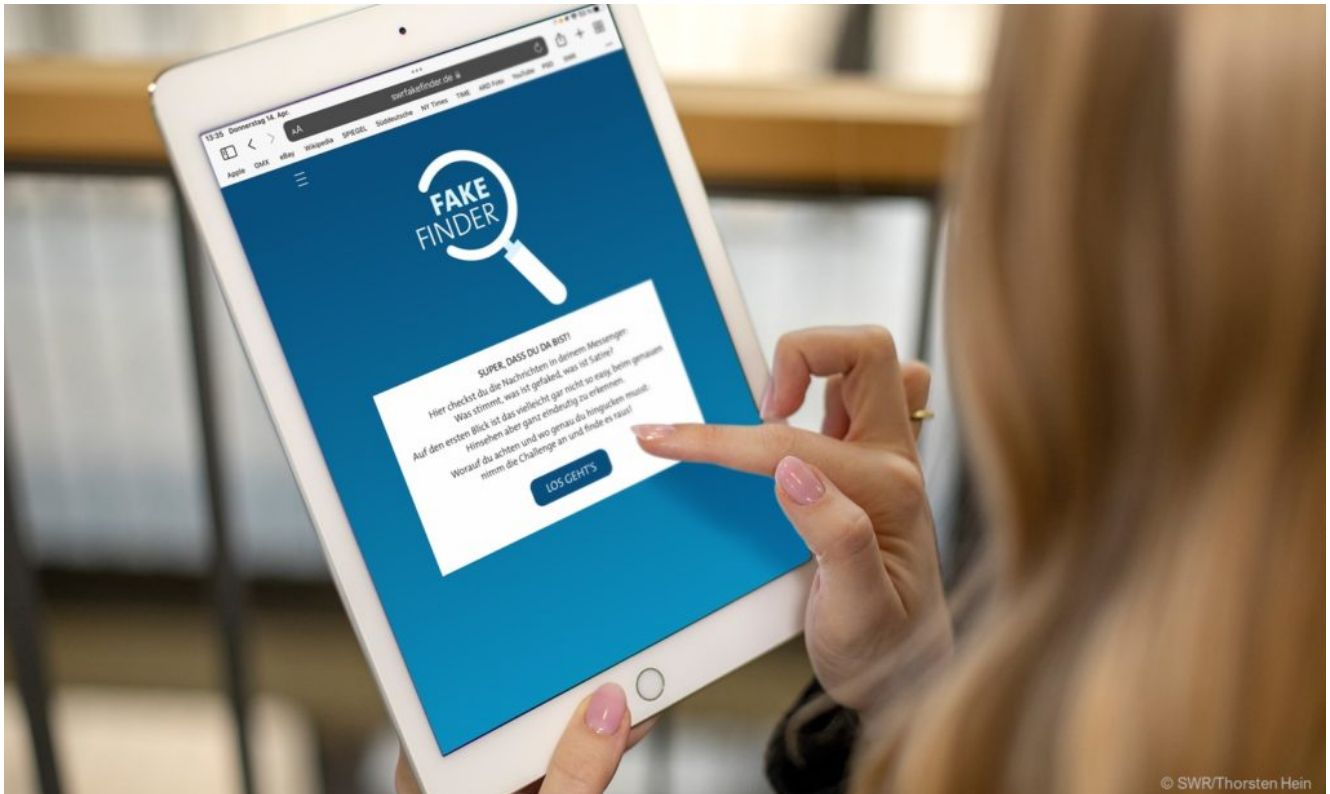 13:35 Donnerstag 14. Apr.
AA swrfakefinder.de
Apple GMX eBay Wikipedia SPIEGEL Süddeutsche NY Times TIME ARD Foto YouTube PSD SWR
FAKE
FINDER
SUPER, DASS DU DA BIST!
Hier checkst du die Nachrichten in deinem Messenger:
Was stimmt, was ist gefaked, was ist Satire?
Auf den ersten Blick ist das vielleicht gar nicht so easy, beim genauen
Hinsehen aber ganz eindeutig zu erkennen.
Worauf du achten und wo genau du hingucken musst:
nimm die Challenge an und finde es raus!
LOS GEHT'S
© SWR/Thorsten Hein